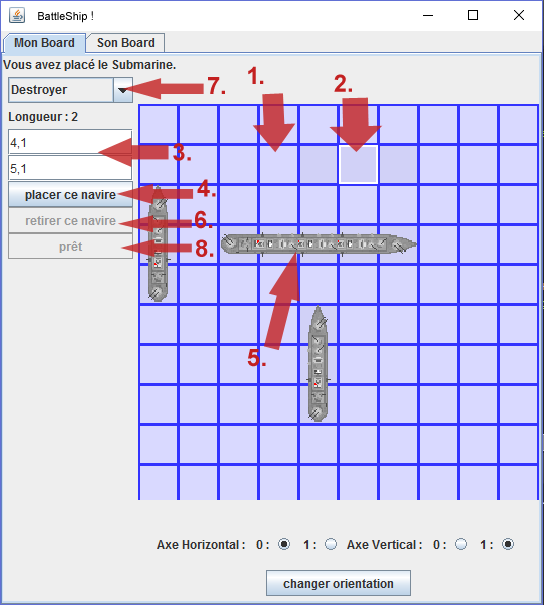 BattleShip !
Mon Board Son Board
Vous avez placé le Submarine.
Destroyer
7.
1.
2.
Longueur : 2
4,1
3.
5,1
placer ce navire
4.
retirer ce navire
6.
prêt
8.
5.
Axe Horizontal : 0 : 1 : Axe Vertical : 0 : 1 :
changer orientation